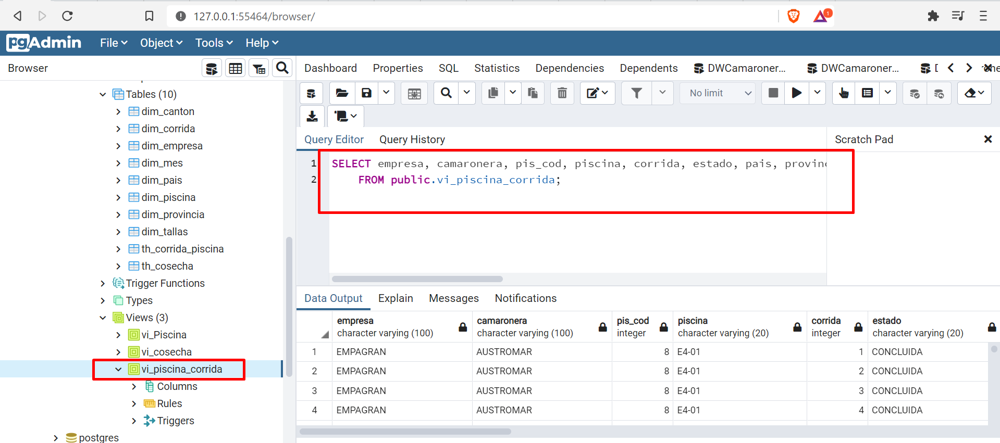 127.0.0.1:55464/browser/
1
pgAdmin File Object Tools Help
Browser
Dashboard Properties SQL Statistics Dependencies Dependents DWCamaroner... DWCamaroner...
No limit
Tables (10)
dim_canton
dim_corrida
dim_empresa
dim_mes
dim_pais
dim_piscina
dim_provincia
dim_tallas
th_corrida_piscina
th_cosecha
Trigger Functions
Types
Views (3)
vi_Piscina
vi_cosecha
vi_piscina_corrida
Columns
Rules
Triggers
postgres
Query Editor Query History
Scratch Pad
1 SELECT empresa, camaronera, pis_cod, piscina, corrida, estado, pais,
2 FROM public.vi_piscina_corrida;
Data Output Explain Messages Notifications
empresa camaronera pis_cod piscina corrida estado
character varying (100) character varying (100) integer character varying (20) integer character varying (20)
1 EMPAGRAN AUSTROMAR 8 E4-01 1 CONCLUIDA
2 EMPAGRAN AUSTROMAR 8 E4-01 2 CONCLUIDA
3 EMPAGRAN AUSTROMAR 8 E4-01 3 CONCLUIDA
4 EMPAGRAN AUSTROMAR 8 E4-01 4 CONCLUIDA